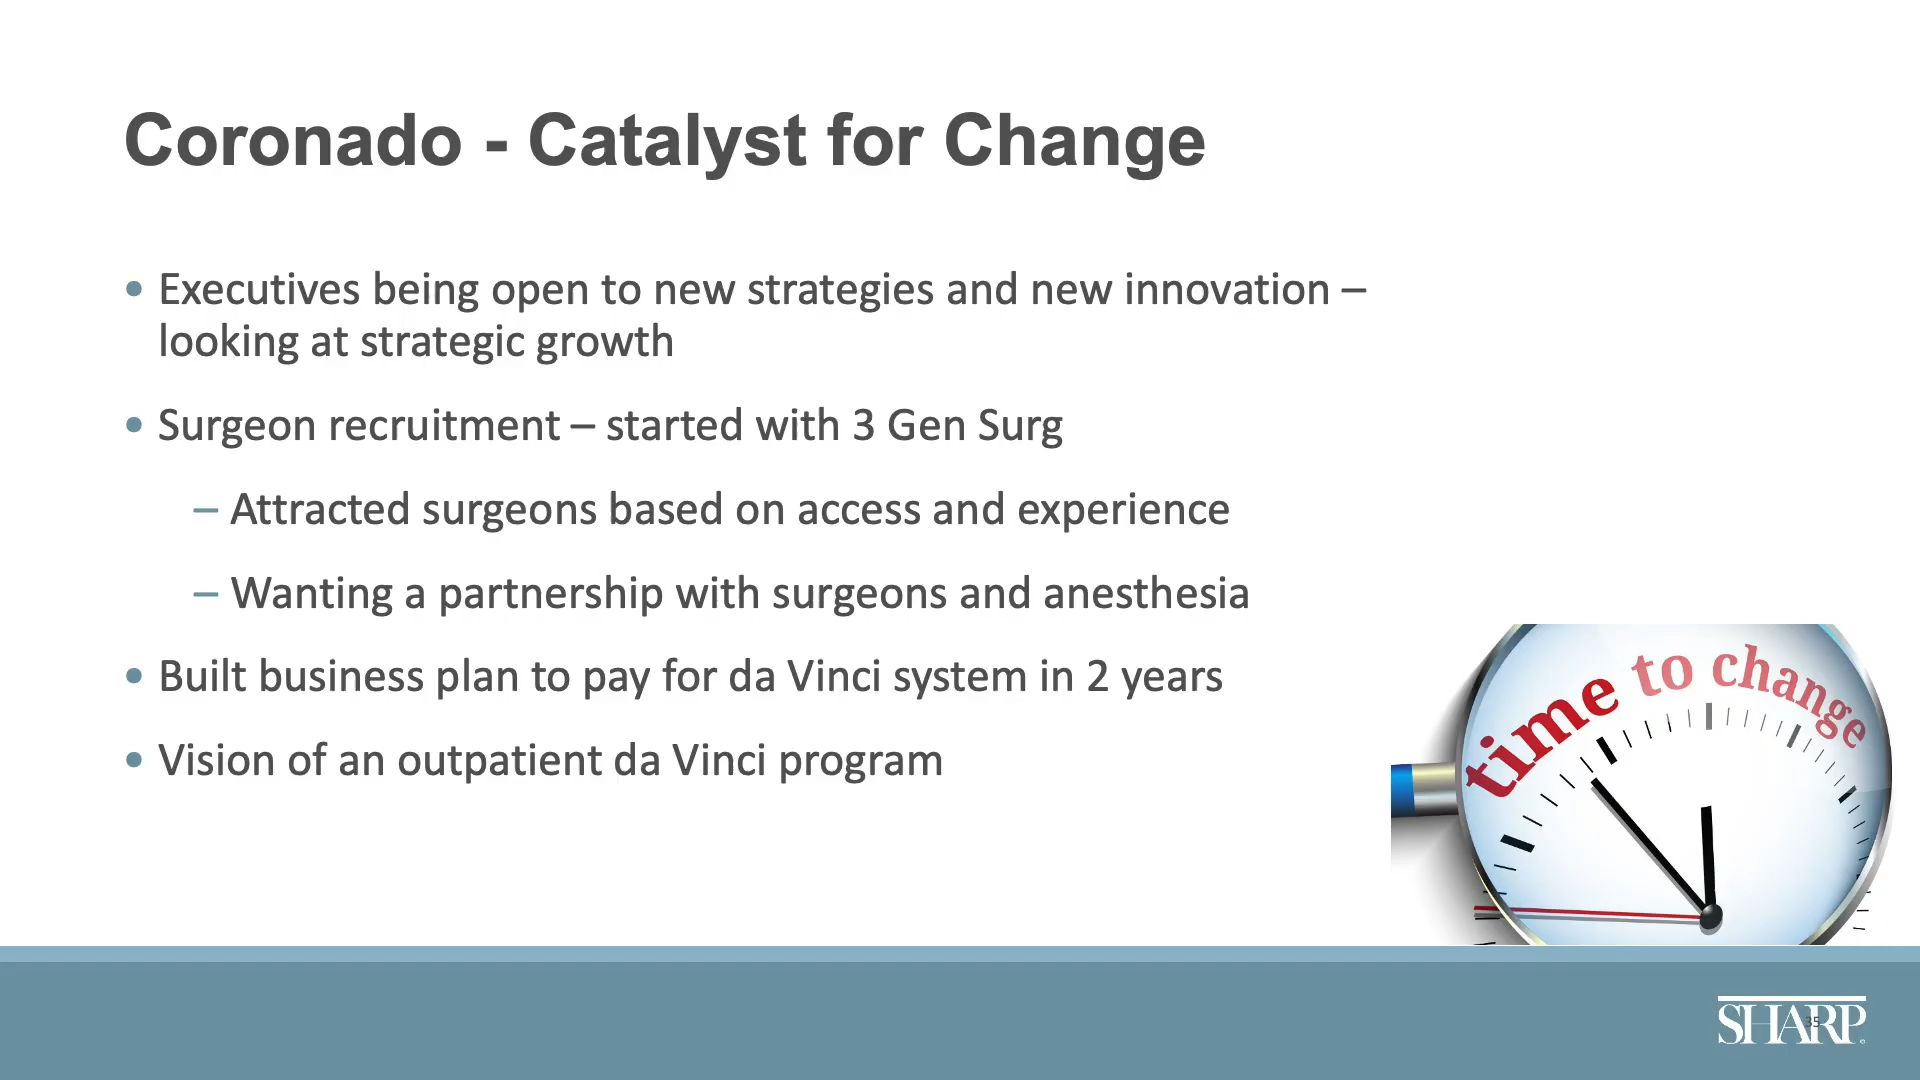 Coronado - Catalyst for Change
• Executives being open to new strategies and new innovation –
looking at strategic growth
• Surgeon recruitment – started with 3 Gen Surg
– Attracted surgeons based on access and experience
– Wanting a partnership with surgeons and anesthesia
• Built business plan to pay for da Vinci system in 2 years
• Vision of an outpatient da Vinci program
time to change
SHARP
35